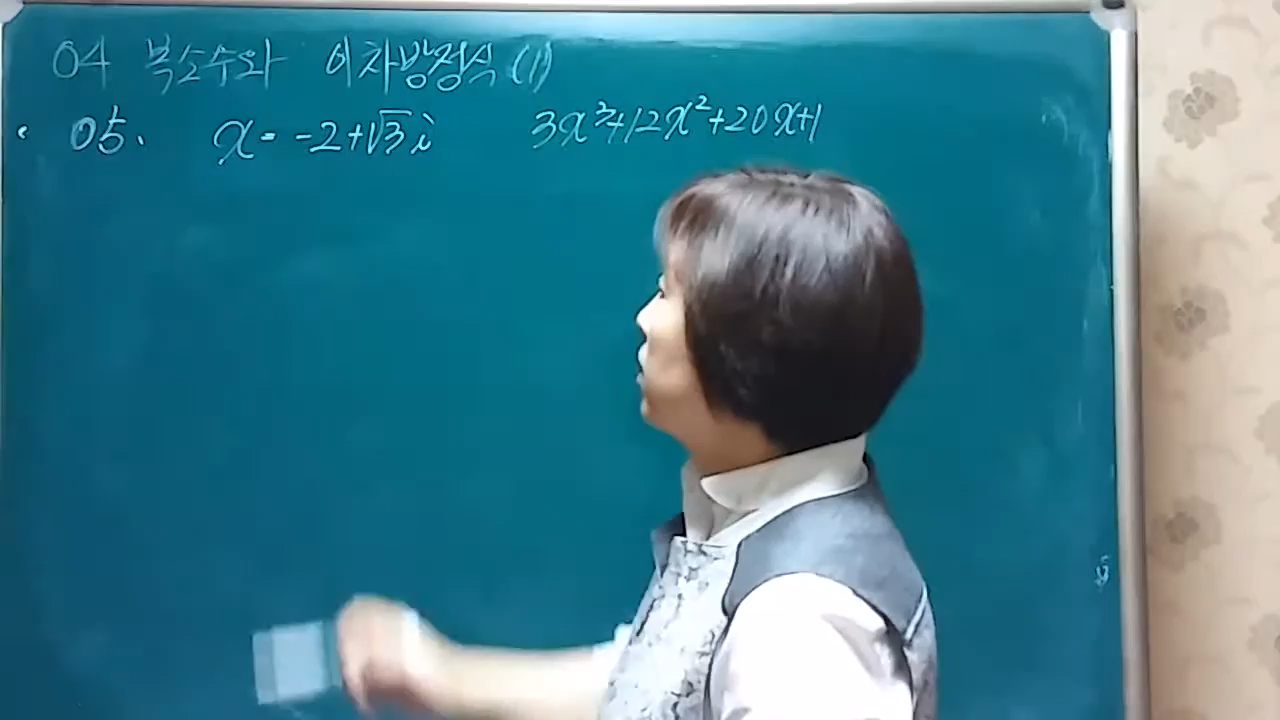 04 복소수와 이차방정식 (1)
05. x = -2+√3i 3x³+12x²+20x+1